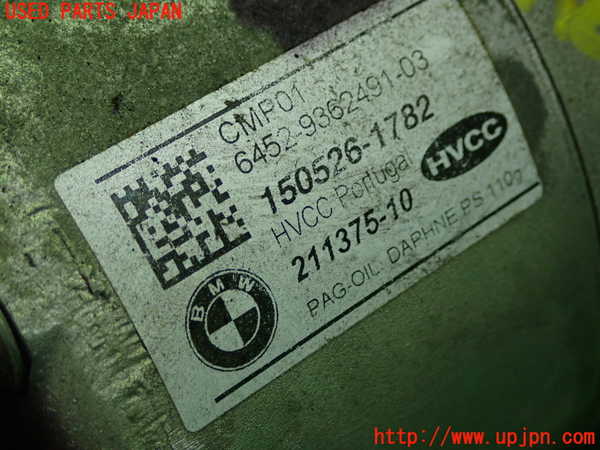 USED PARTS JAPAN
CMP01
6452-9362491-03
150526-1782
HVCC Portugal
HVCC
211375-10
PAG-OIL DAPHNE PS 110g
BMW
http://www.upjpn.com/